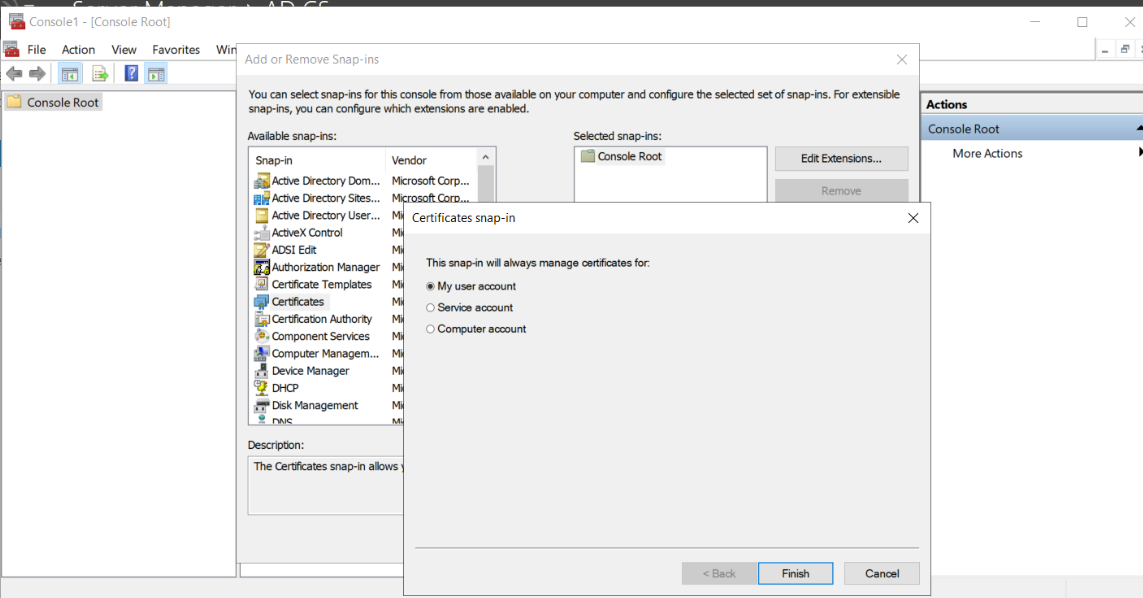 Server Manager ▸ AD CS
Console1 - [Console Root]
File Action View Favorites Win
Console Root
Add or Remove Snap-ins
You can select snap-ins for this console from those available on your computer and configure the selected set of snap-ins. For extensible
snap-ins, you can configure which extensions are enabled.
Available snap-ins:
Snap-in Vendor
Active Directory Dom... Microsoft Corp...
Active Directory Sites... Microsoft Corp...
Active Directory User... Mi
ActiveX Control Mi
ADSI Edit Mi
Authorization Manager Mi
Certificate Templates Mi
Certificates Mi
Certification Authority Mi
Component Services Mi
Computer Managem... Mi
Device Manager Mi
DHCP Mi
Disk Management Mi
DNS Mi
Selected snap-ins:
Console Root
Edit Extensions...
Remove
Description:
The Certificates snap-in allows
Certificates snap-in
This snap-in will always manage certificates for:
My user account
Service account
Computer account
< Back Finish Cancel
Actions
Console Root
More Actions